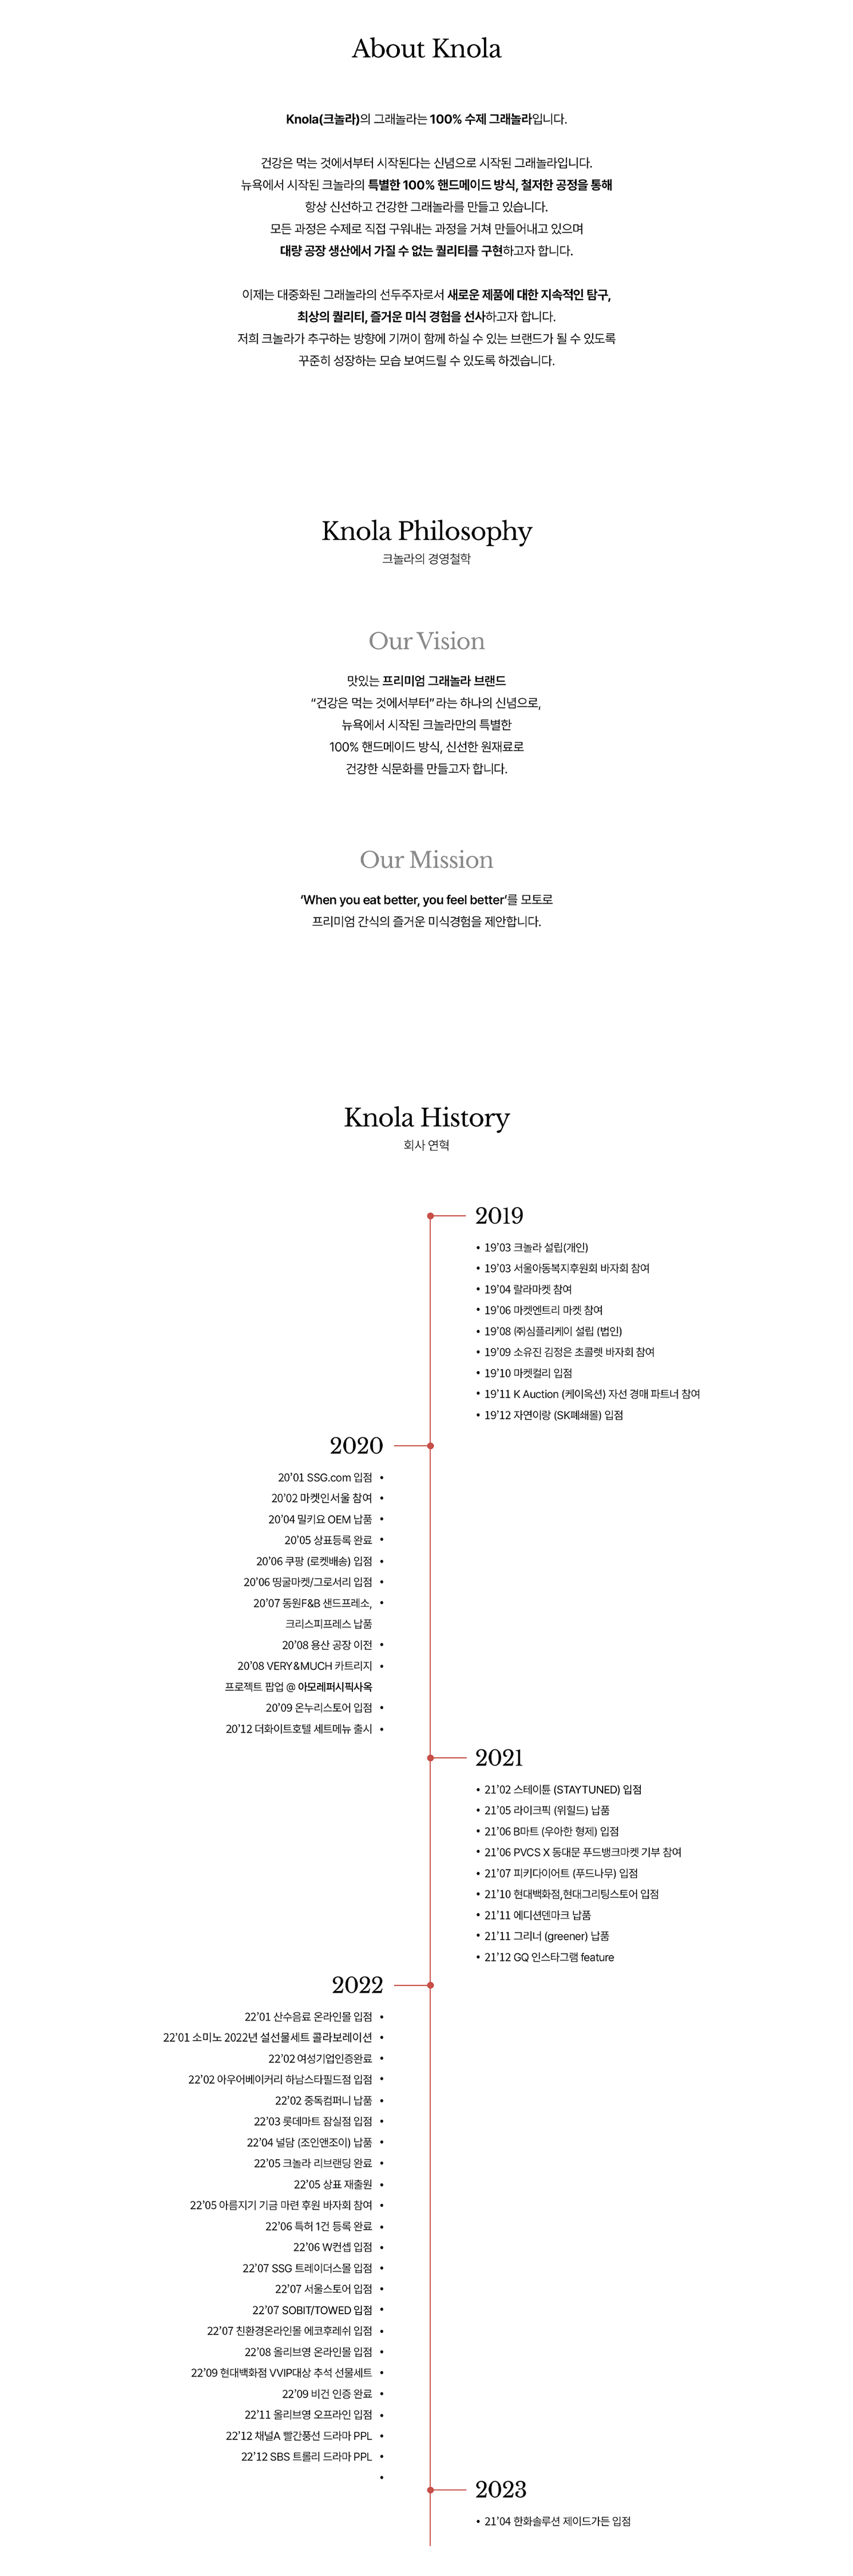 About Knola
Knola(크놀라)의 그래놀라는 100% 수제 그래놀라입니다.
건강은 먹는 것에서부터 시작된다는 신념으로 시작된 그래놀라입니다.
뉴욕에서 시작된 크놀라의 특별한 100% 핸드메이드 방식, 철저한 공정을 통해
항상 신선하고 건강한 그래놀라를 만들고 있습니다.
모든 과정은 수제로 직접 구워내는 과정을 거쳐 만들어내고 있으며
대량 공장 생산에서 가질 수 없는 퀄리티를 구현하고자 합니다.
이제는 대중화된 그래놀라의 선두주자로서 새로운 제품에 대한 지속적인 탐구,
최상의 퀄리티, 즐거운 미식 경험을 선사하고자 합니다.
저희 크놀라가 추구하는 방향에 기꺼이 함께 하실 수 있는 브랜드가 될 수 있도록
꾸준히 성장하는 모습 보여드릴 수 있도록 하겠습니다.
Knola Philosophy
크놀라의 경영철학
Our Vision
맛있는 프리미엄 그래놀라 브랜드
“건강은 먹는 것에서부터” 라는 하나의 신념으로,
뉴욕에서 시작된 크놀라만의 특별한
100% 핸드메이드 방식, 신선한 원재료로
건강한 식문화를 만들고자 합니다.
Our Mission
‘When you eat better, you feel better’를 모토로
프리미엄 간식의 즐거운 미식경험을 제안합니다.
Knola History
회사 연혁
2019
• 19’03 크놀라 설립(개인)
• 19’03 서울아동복지후원회 바자회 참여
• 19’04 랄라마켓 참여
• 19’06 마켓엔트리 마켓 참여
• 19’08 ㈜심플리케이 설립 (법인)
• 19’09 소유진 김정은 초콜렛 바자회 참여
• 19’10 마켓컬리 입점
• 19’11 K Auction (케이옥션) 자선 경매 파트너 참여
• 19’12 자연이랑 (SK폐쇄몰) 입점
2020
20’01 SSG.com 입점 •
20’02 마켓인서울 참여 •
20’04 밀키요 OEM 납품 •
20’05 상표등록 완료 •
20’06 쿠팡 (로켓배송) 입점 •
20’06 띵굴마켓/그로서리 입점 •
20’07 동원F&B 샌드프레소, •
크리스피프레스 납품
20’08 용산 공장 이전 •
20’08 VERY&MUCH 카트리지 •
프로젝트 팝업 @ 아모레퍼시픽사옥
20’09 온누리스토어 입점 •
20’12 더화이트호텔 세트메뉴 출시 •
2021
• 21’02 스테이튠 (STAYTUNED) 입점
• 21’05 라이크픽 (위힐드) 납품
• 21’06 B마트 (우아한 형제) 입점
• 21’06 PVCS X 동대문 푸드뱅크마켓 기부 참여
• 21’07 피키다이어트 (푸드나무) 입점
• 21’10 현대백화점,현대그리팅스토어 입점
• 21’11 에디션덴마크 납품
• 21’11 그리너 (greener) 납품
• 21’12 GQ 인스타그램 feature
2022
22’01 산수음료 온라인몰 입점 •
22’01 소미노 2022년 설선물세트 콜라보레이션 •
22’02 여성기업인증완료 •
22’02 아우어베이커리 하남스타필드점 입점 •
22’02 중독컴퍼니 납품 •
22’03 롯데마트 잠실점 입점 •
22’04 널담 (조인앤조이) 납품 •
22’05 크놀라 리브랜딩 완료 •
22’05 상표 재출원 •
22’05 아름지기 기금 마련 후원 바자회 참여 •
22’06 특허 1건 등록 완료 •
22’06 W컨셉 입점 •
22’07 SSG 트레이더스몰 입점 •
22’07 서울스토어 입점 •
22’07 SOBIT/TOWED 입점 •
22’07 친환경온라인몰 에코후레쉬 입점 •
22’08 올리브영 온라인몰 입점 •
22’09 현대백화점 VVIP대상 추석 선물세트 •
22’09 비건 인증 완료 •
22’11 올리브영 오프라인 입점 •
22’12 채널A 빨간풍선 드라마 PPL •
22’12 SBS 트롤리 드라마 PPL •
•
2023
• 21’04 한화솔루션 제이드가든 입점